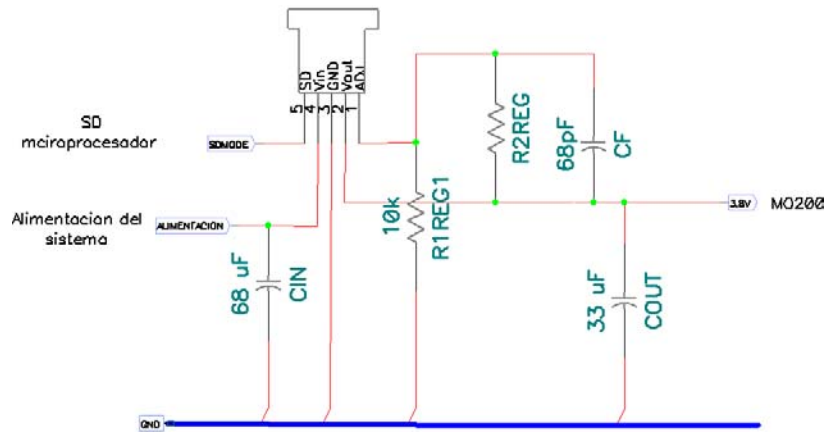 SD
Vin
GND
Vout
ADJ
5
4
3
2
1
SD
mciroprocesador
SDMODE
Alimentacion del
sistema
ALIMENTACION
68 uF
CIN
10k
R1REG1
R2REG
68pF
CF
3.8V
MO200
33 uF
COUT
GND